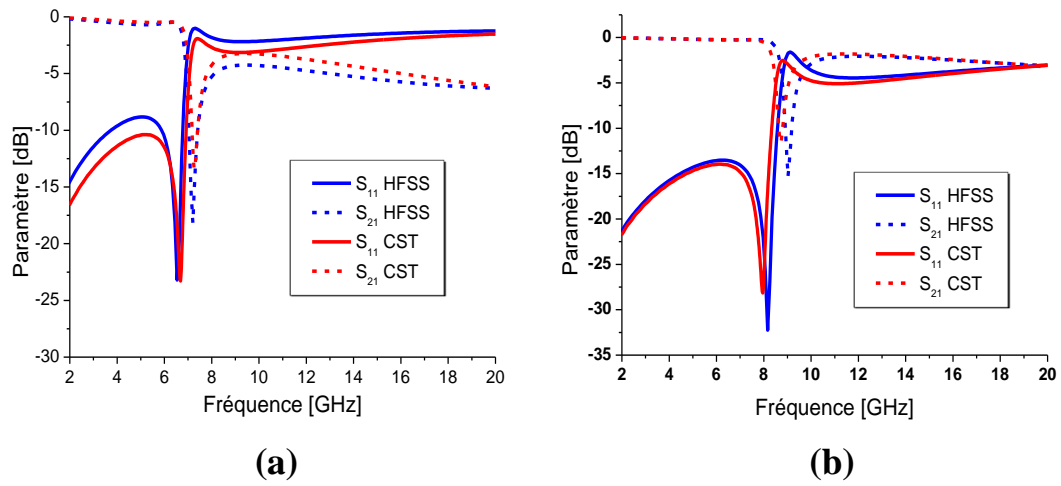 0
-5
-10
-15
-20
-25
-30
Paramètre [dB]
2 4 6 8 10 12 14 16 18 20
Fréquence [GHz]
S11 HFSS
S21 HFSS
S11 CST
S21 CST
(a)
5
0
-5
-10
-15
-20
-25
-30
-35
Paramètre [dB]
2 4 6 8 10 12 14 16 18 20
Fréquence [GHz]
S11 HFSS
S21 HFSS
S11 CST
S21 CST
(b)